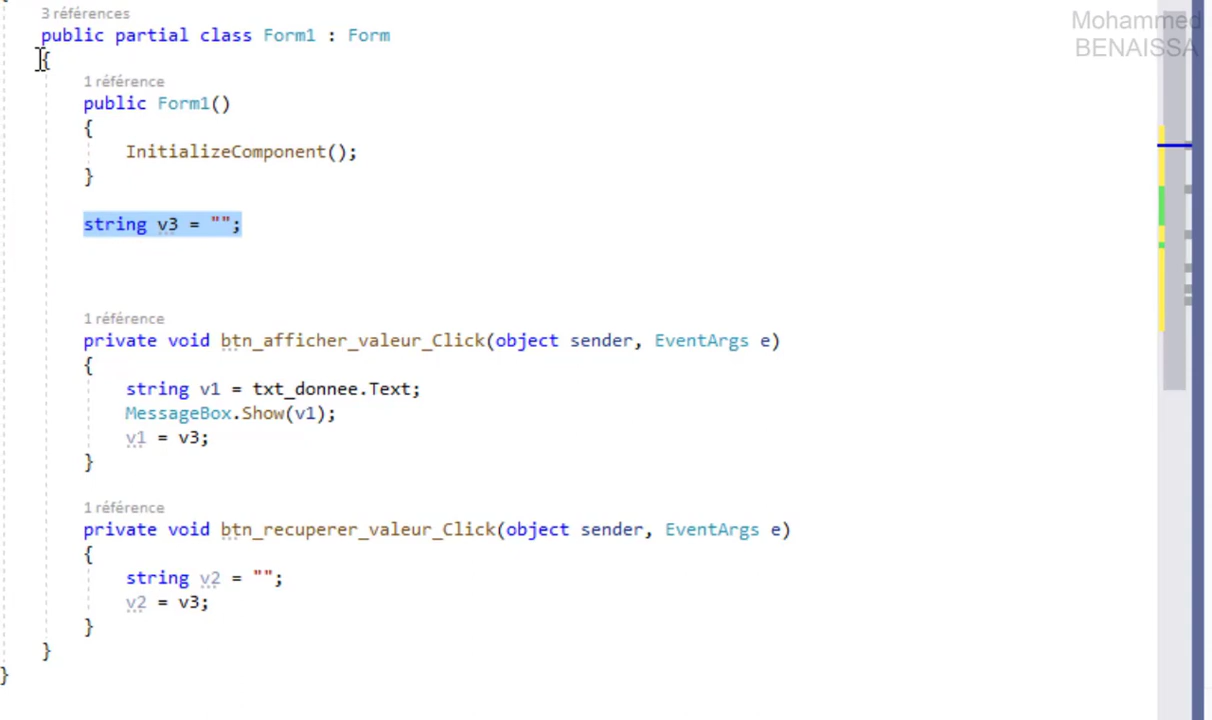 3 références
Mohammed
BENAISSA
public partial class Form1 : Form
{
1 référence
public Form1()
{
InitializeComponent();
}
string v3 = "";
1 référence
private void btn_afficher_valeur_Click(object sender, EventArgs e)
{
string v1 = txt_donnee.Text;
MessageBox.Show(v1);
v1 = v3;
}
1 référence
private void btn_recuperer_valeur_Click(object sender, EventArgs e)
{
string v2 = "";
v2 = v3;
}
}
}